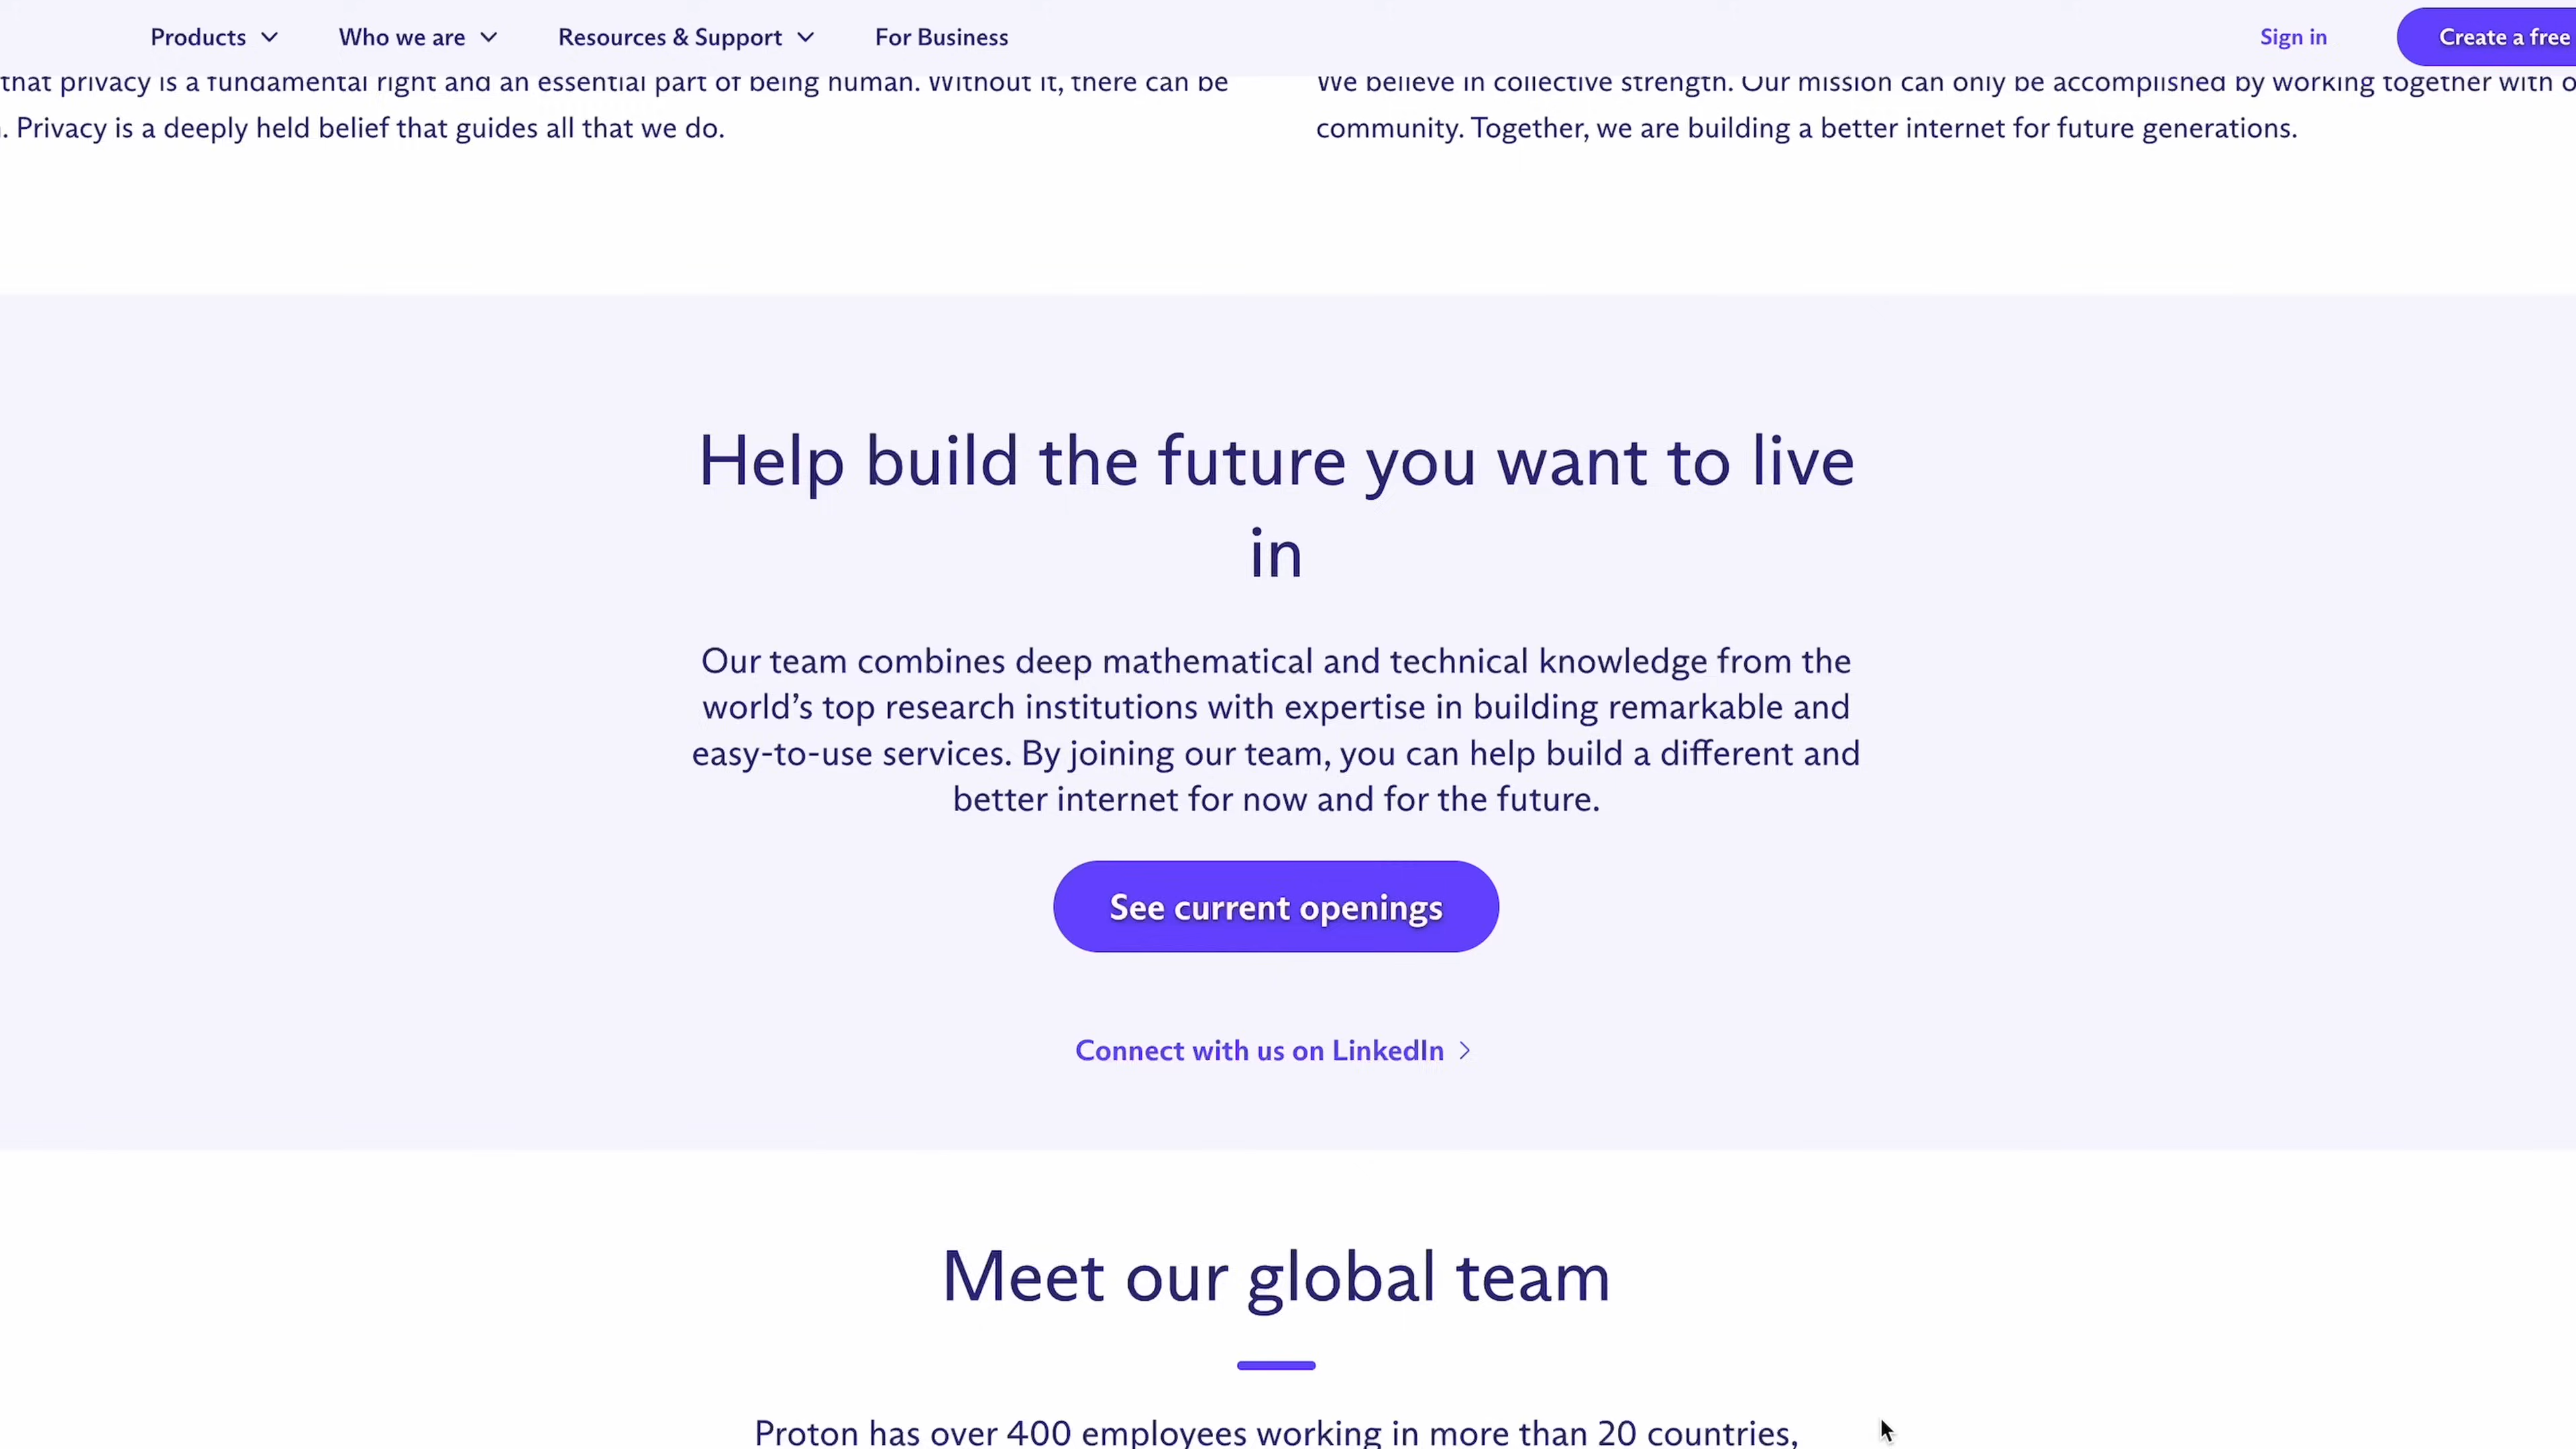 Products
Who we are
Resources & Support
For Business
Sign in
Create a free
that privacy is a fundamental right and an essential part of being human. Without it, there can be
. Privacy is a deeply held belief that guides all that we do.
We believe in collective strength. Our mission can only be accomplished by working together with
community. Together, we are building a better internet for future generations.
Help build the future you want to live
in
Our team combines deep mathematical and technical knowledge from the
world's top research institutions with expertise in building remarkable and
easy-to-use services. By joining our team, you can help build a different and
better internet for now and for the future.
See current openings
Connect with us on LinkedIn
Meet our global team
Proton has over 400 employees working in more than 20 countries,